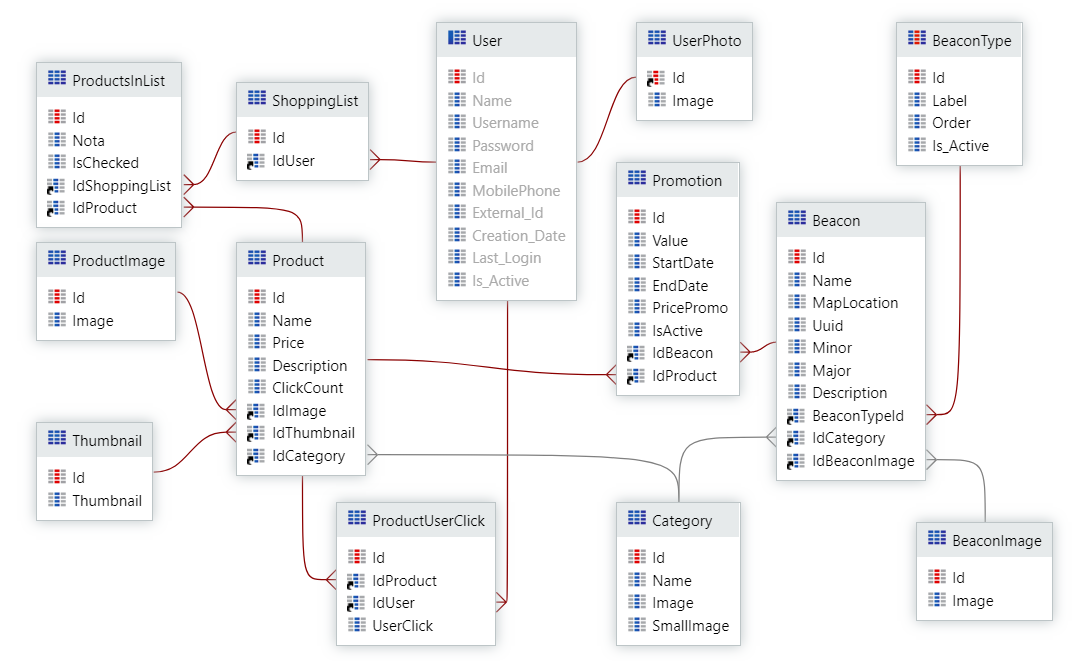 ProductsInList
Id
Nota
IsChecked
IdShoppingList
IdProduct
ShoppingList
Id
IdUser
User
Id
Name
Username
Password
Email
MobilePhone
External_Id
Creation_Date
Last_Login
Is_Active
UserPhoto
Id
Image
BeaconType
Id
Label
Order
Is_Active
ProductImage
Id
Image
Product
Id
Name
Price
Description
ClickCount
IdImage
IdThumbnail
IdCategory
Promotion
Id
Value
StartDate
EndDate
PricePromo
IsActive
IdBeacon
IdProduct
Beacon
Id
Name
MapLocation
Uuid
Minor
Major
Description
BeaconTypeId
IdCategory
IdBeaconImage
Thumbnail
Id
Thumbnail
ProductUserClick
Id
IdProduct
IdUser
UserClick
Category
Id
Name
Image
SmallImage
BeaconImage
Id
Image